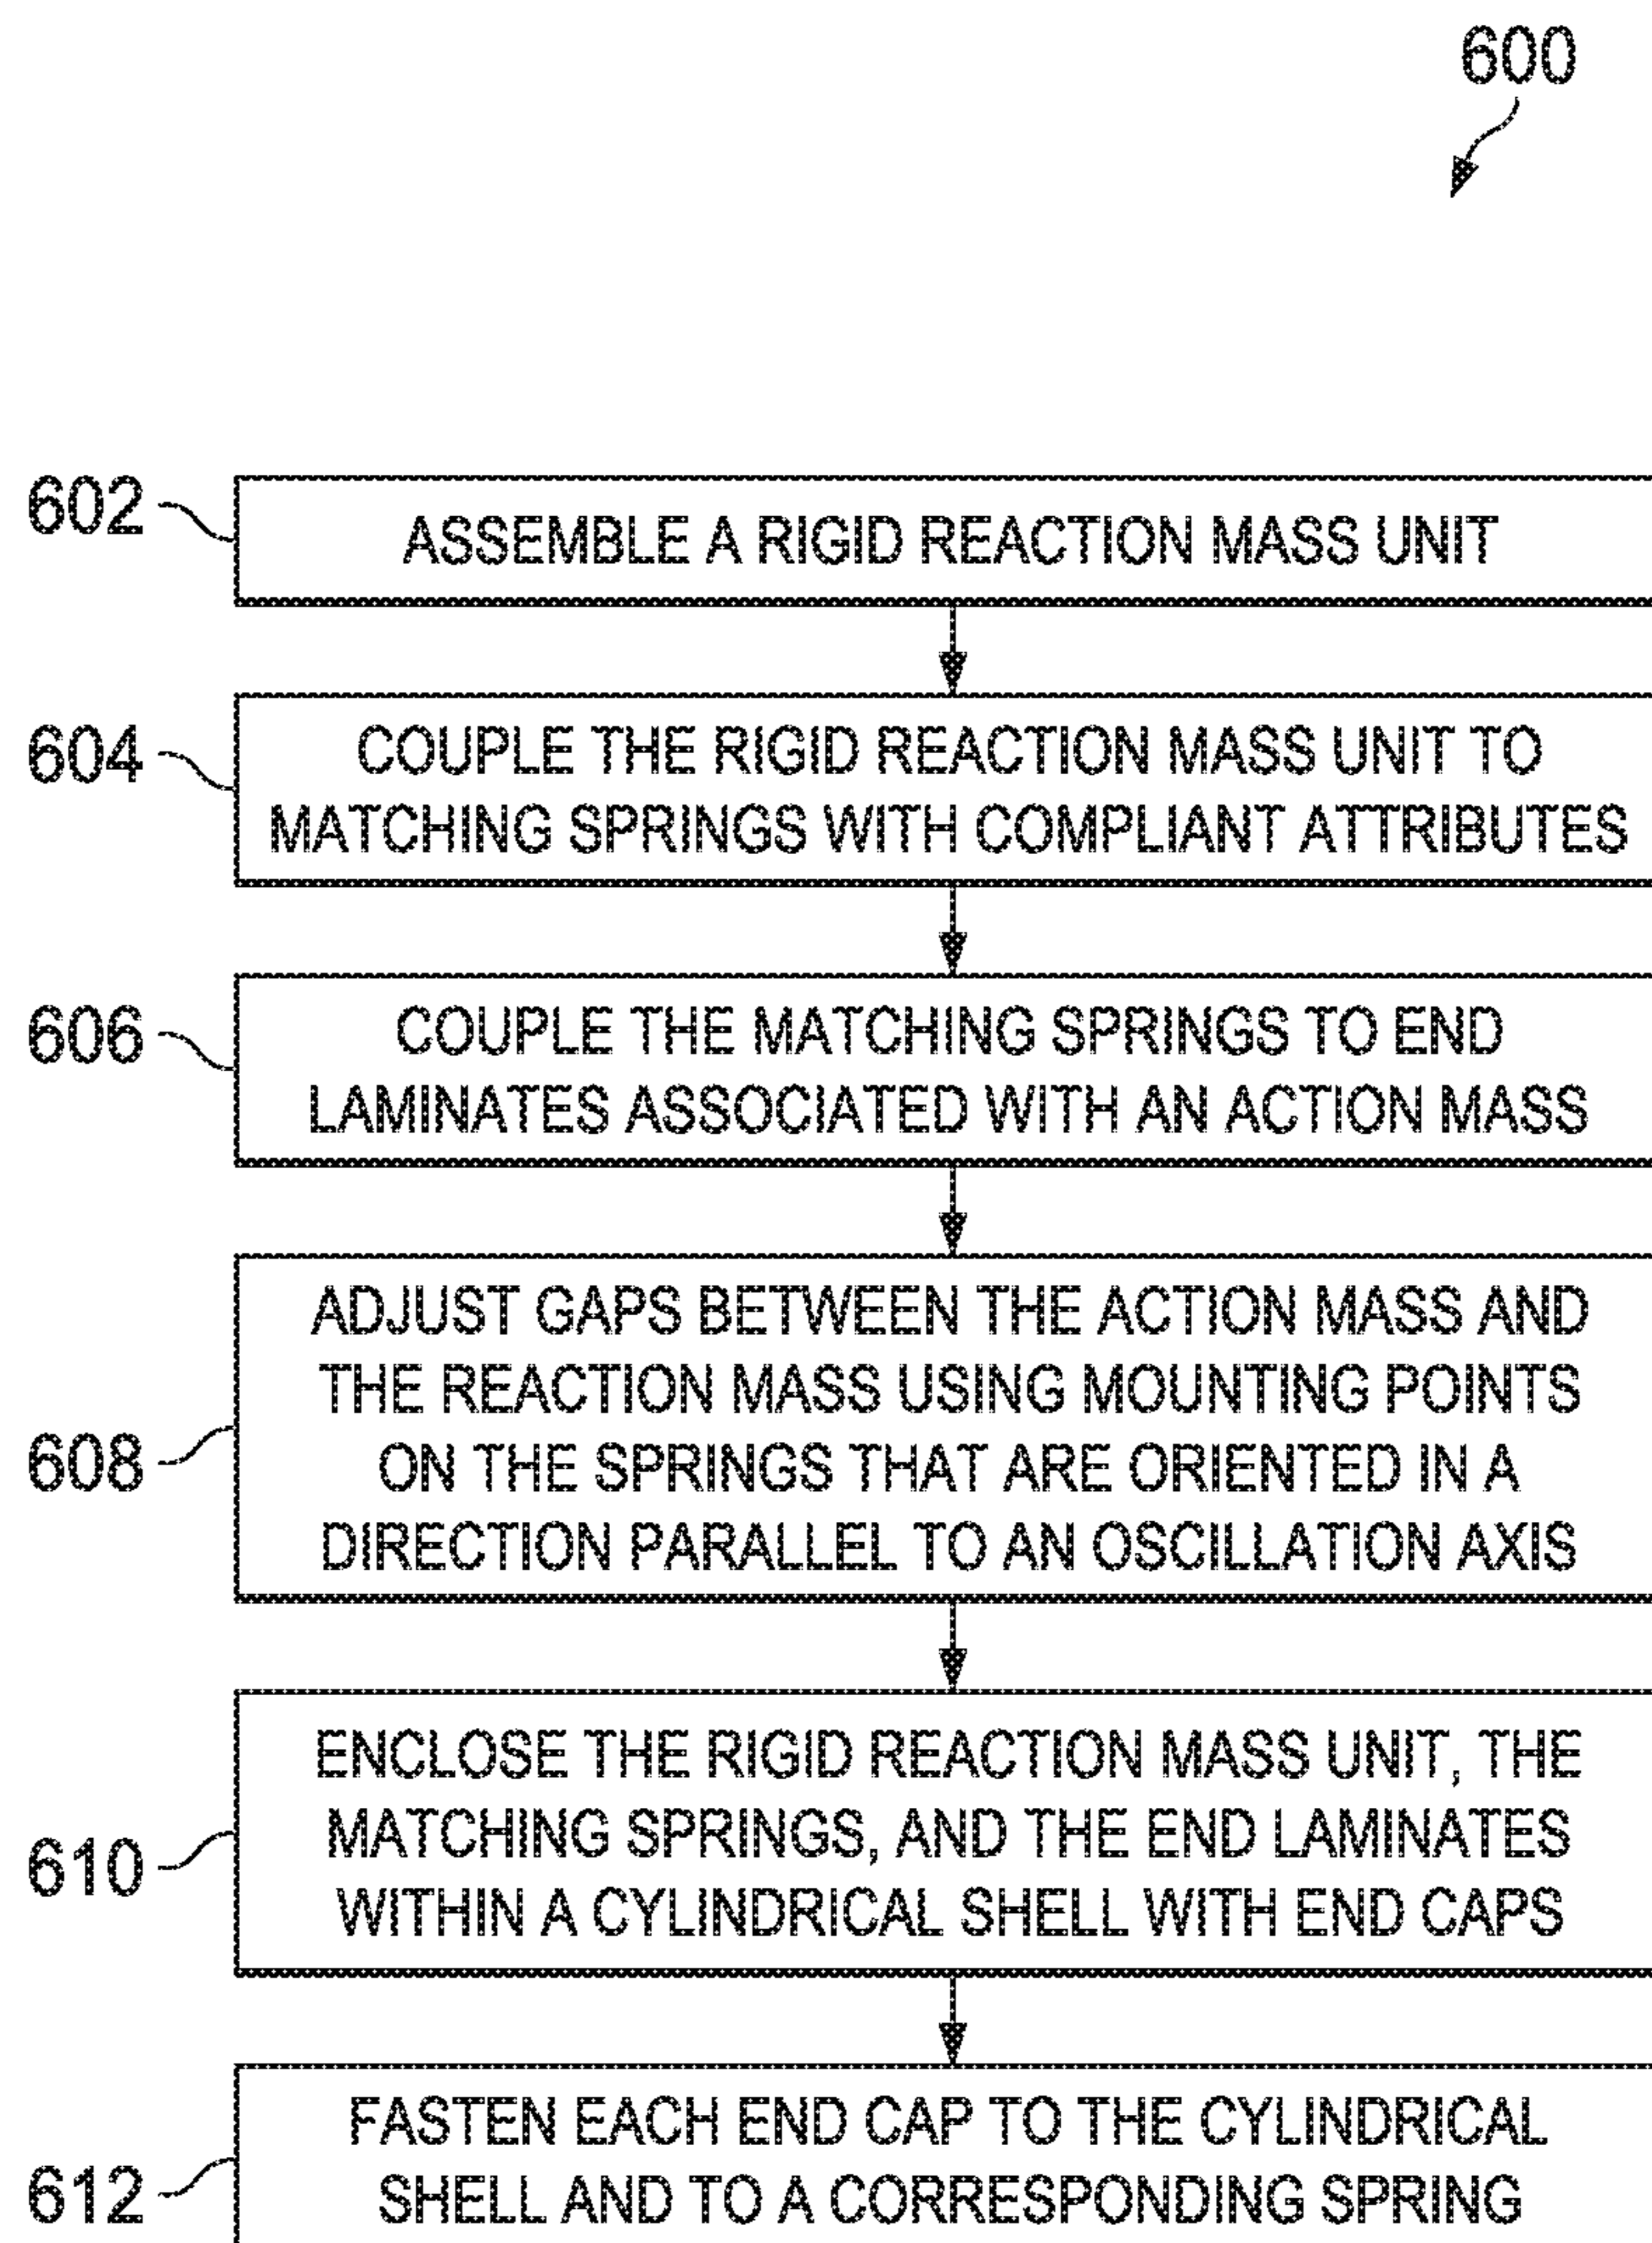 600
602
ASSEMBLE A RIGID REACTION MASS UNIT
604
COUPLE THE RIGID REACTION MASS UNIT TO
MATCHING SPRINGS WITH COMPLIANT ATTRIBUTES
606
COUPLE THE MATCHING SPRINGS TO END
LAMINATES ASSOCIATED WITH AN ACTION MASS
608
ADJUST GAPS BETWEEN THE ACTION MASS AND
THE REACTION MASS USING MOUNTING POINTS
ON THE SPRINGS THAT ARE ORIENTED IN A
DIRECTION PARALLEL TO AN OSCILLATION AXIS
610
ENCLOSE THE RIGID REACTION MASS UNIT, THE
MATCHING SPRINGS, AND THE END LAMINATES
WITHIN A CYLINDRICAL SHELL WITH END CAPS
612
FASTEN EACH END CAP TO THE CYLINDRICAL
SHELL AND TO A CORRESPONDING SPRING